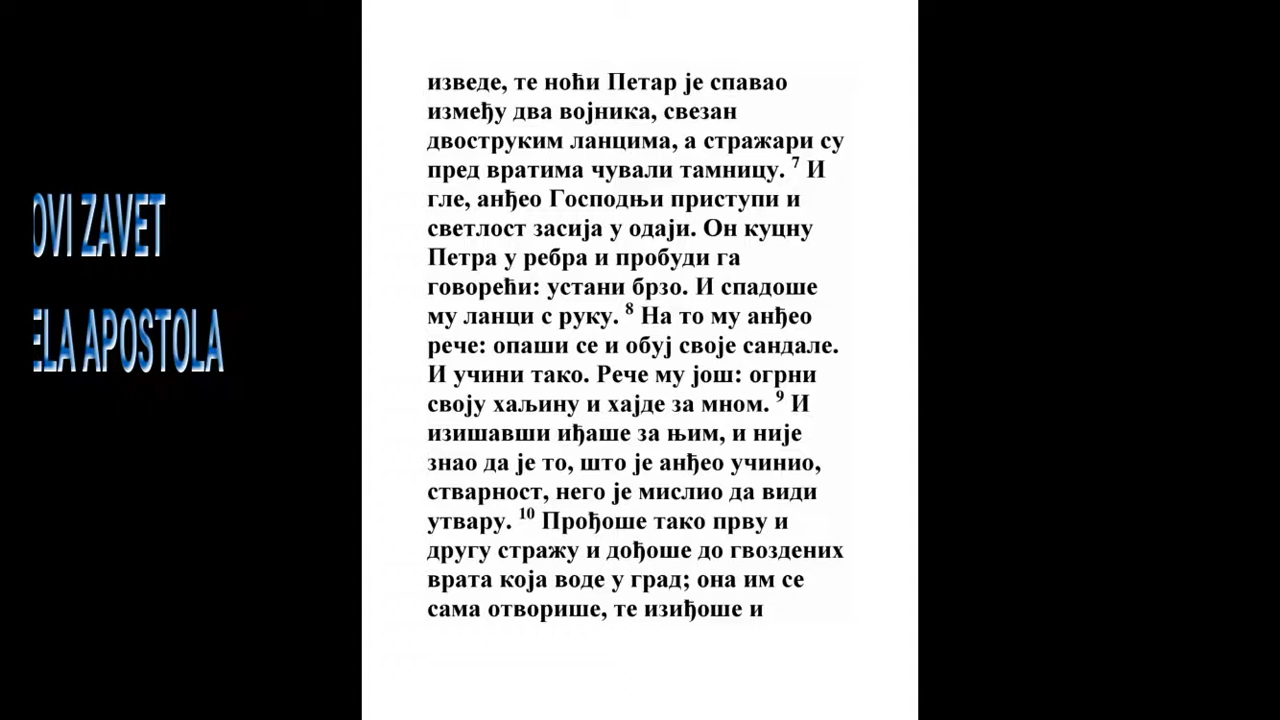 OVI ZAVET
ELA APOSTOLA
изведе, те ноћи Петар је спавао
између два војника, свезан
двоструким ланцима, а стражари су
пред вратима чували тамницу. 7 И
гле, анђео Господњи приступи и
светлост засија у одаји. Он куцну
Петра у ребра и пробуди га
говорећи: устани брзо. И спадоше
му ланци с руку. 8 На то му анђео
рече: опаши се и обуј своје сандале.
И учини тако. Рече му још: огрни
своју хаљину и хајде за мном. 9 И
изишавши иђаше за њим, и није
знао да је то, што је анђео учинио,
стварност, него је мислио да види
утвару. 10 Прођоше тако прву и
другу стражу и дођоше до гвоздених
врата која воде у град; она им се
сама отворише, те изиђоше и